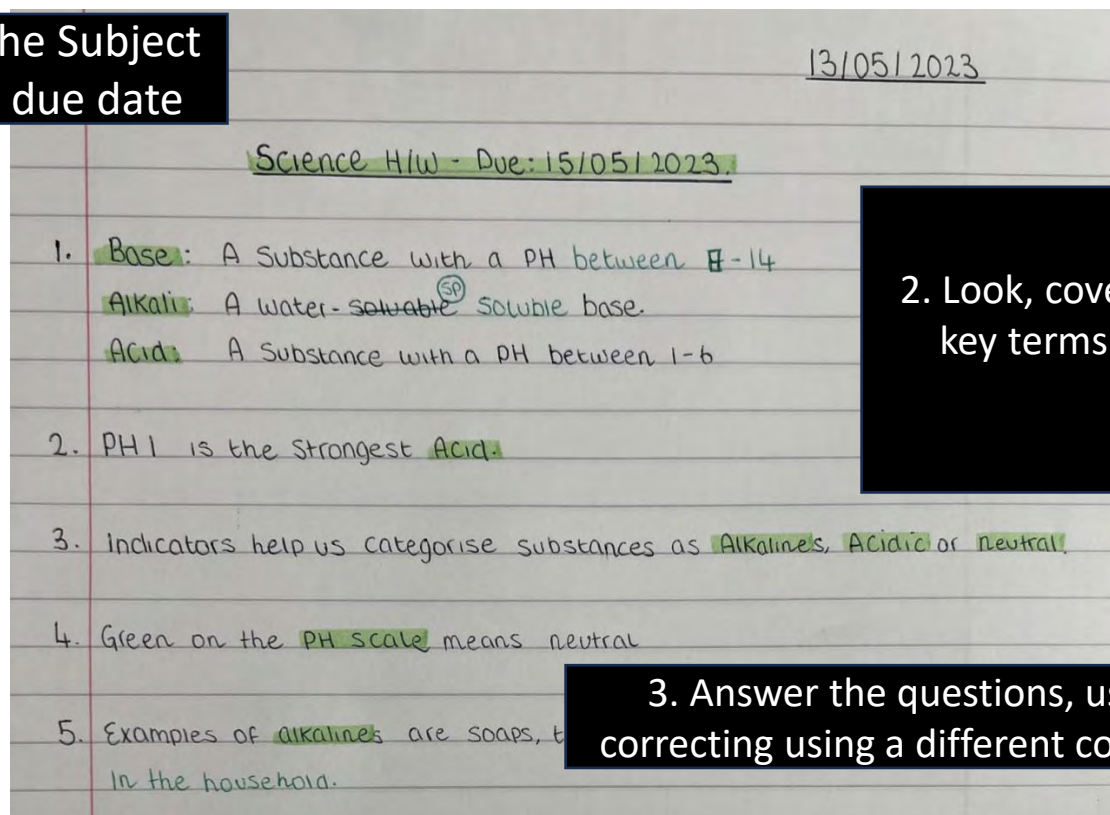 he Subject
due date
13/05/2023
Science H/W - Due: 15/05/2023.
1. Base: A Substance with a PH between -14
Alkali: A water- soluable SP soluble base.
Acid: A Substance with a PH between 1-6
2. Look, cove
key terms
2. PH 1 is the Strongest Acid.
3. Indicators help us categorise substances as Alkalines, Acidic or neutral.
4. Green on the PH scale means neutral
3. Answer the questions, us
correcting using a different co
5. Examples of alkalines are soaps, t
In the household.